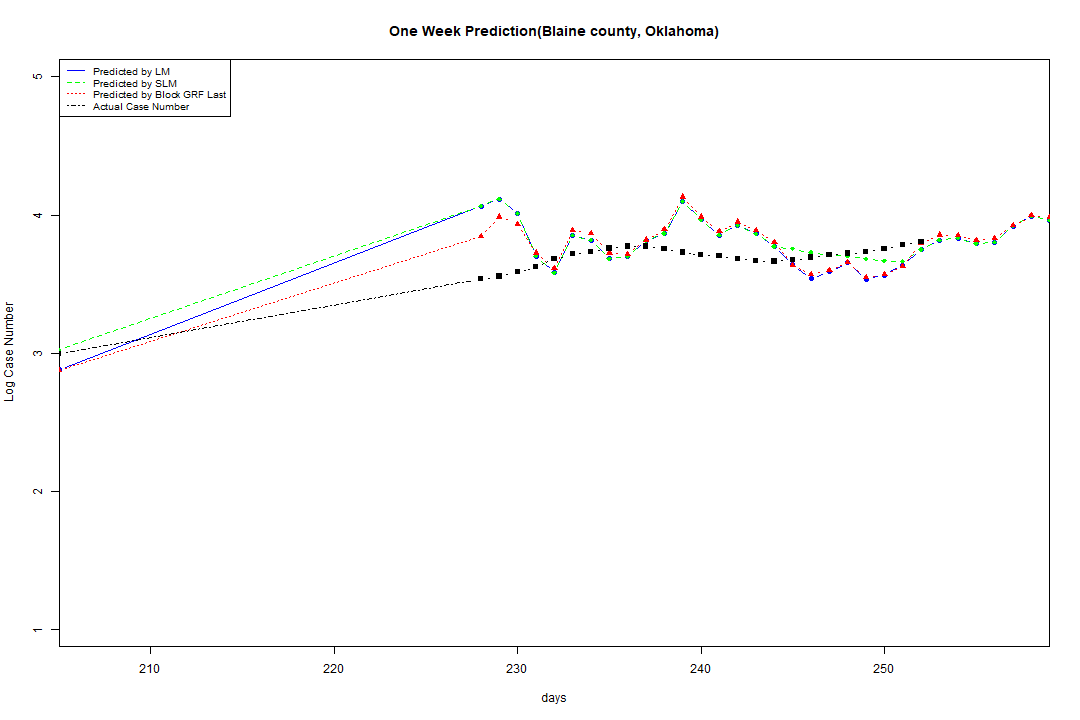 One Week Prediction(Blaine county, Oklahoma)
Predicted by LM
Predicted by SLM
Predicted by Block GRF Last
Actual Case Number
5
4
3
2
1
Log Case Number
210 220 230 240 250
days